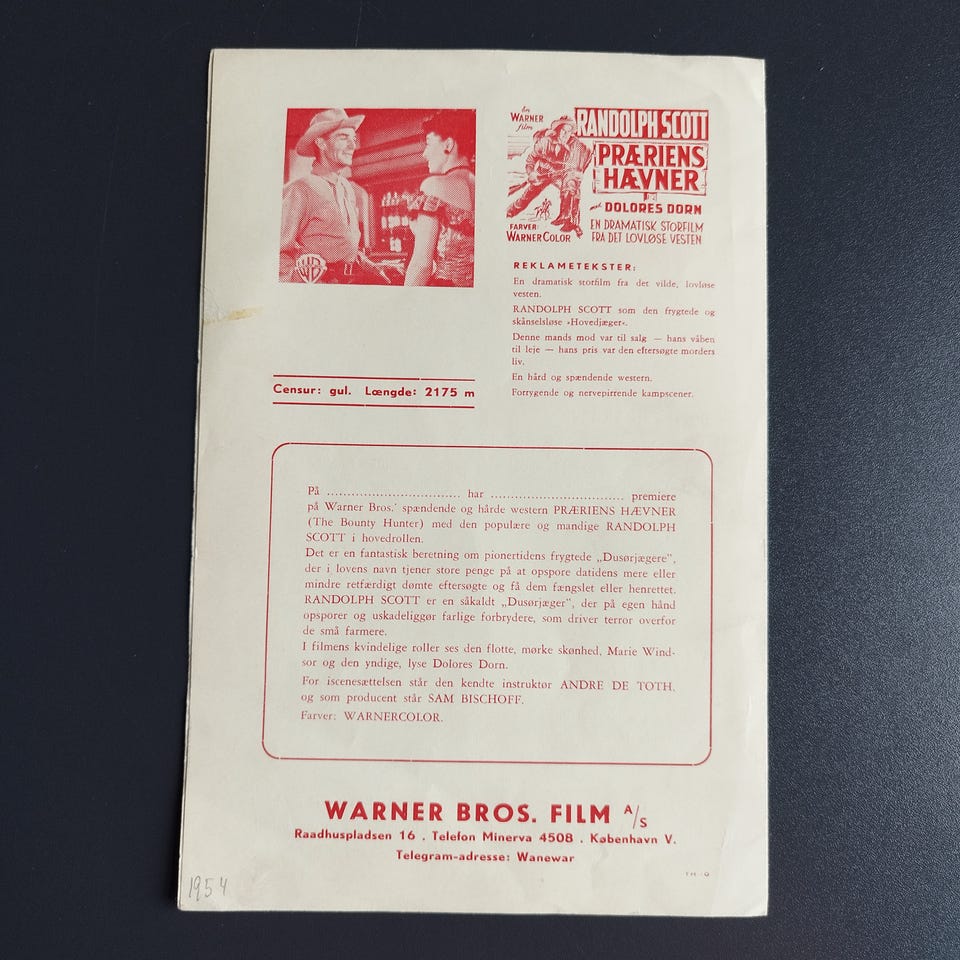 WB
En
WARNER
film
RANDOLPH SCOTT
PRÆRIENS
HÆVNER
med DOLORES DORN
FARVER:
WARNERCOLOR
EN DRAMATISK STORFILM
FRA DET LOVLØSE VESTEN
REKLAMETEKSTER:
En dramatisk storfilm fra det vilde, lovløse
vesten.
RANDOLPH SCOTT som den frygtede og
skånselsløse »Hovedjæger«.
Denne mands mod var til salg — hans våben
til leje — hans pris var den eftersøgte morders
liv.
En hård og spændende western.
Forrygende og nervepirrende kampscener.
Censur: gul. Længde: 2175 m
På ................................. har ................................. premiere
på Warner Bros.' spændende og hårde western PRÆRIENS HÆVNER
(The Bounty Hunter) med den populære og mandige RANDOLPH
SCOTT i hovedrollen.
Det er en fantastisk beretning om pionertidens frygtede „Dusørjægere”,
der i lovens navn tjener store penge på at opspore datidens mere eller
mindre retfærdigt dømte eftersøgte og få dem fængslet eller henrettet.
RANDOLPH SCOTT er en såkaldt „Dusørjæger”, der på egen hånd
opsporer og uskadeliggør farlige forbrydere, som driver terror overfor
de små farmere.
I filmens kvindelige roller ses den flotte, mørke skønhed, Marie Wind-
sor og den yndige, lyse Dolores Dorn.
For iscenesættelsen står den kendte instruktør ANDRE DE TOTH,
og som producent står SAM BISCHOFF.
Farver: WARNERCOLOR.
WARNER BROS. FILM A/S
Raadhuspladsen 16 . Telefon Minerva 4508 . København V.
Telegram-adresse: Wanewar
1954